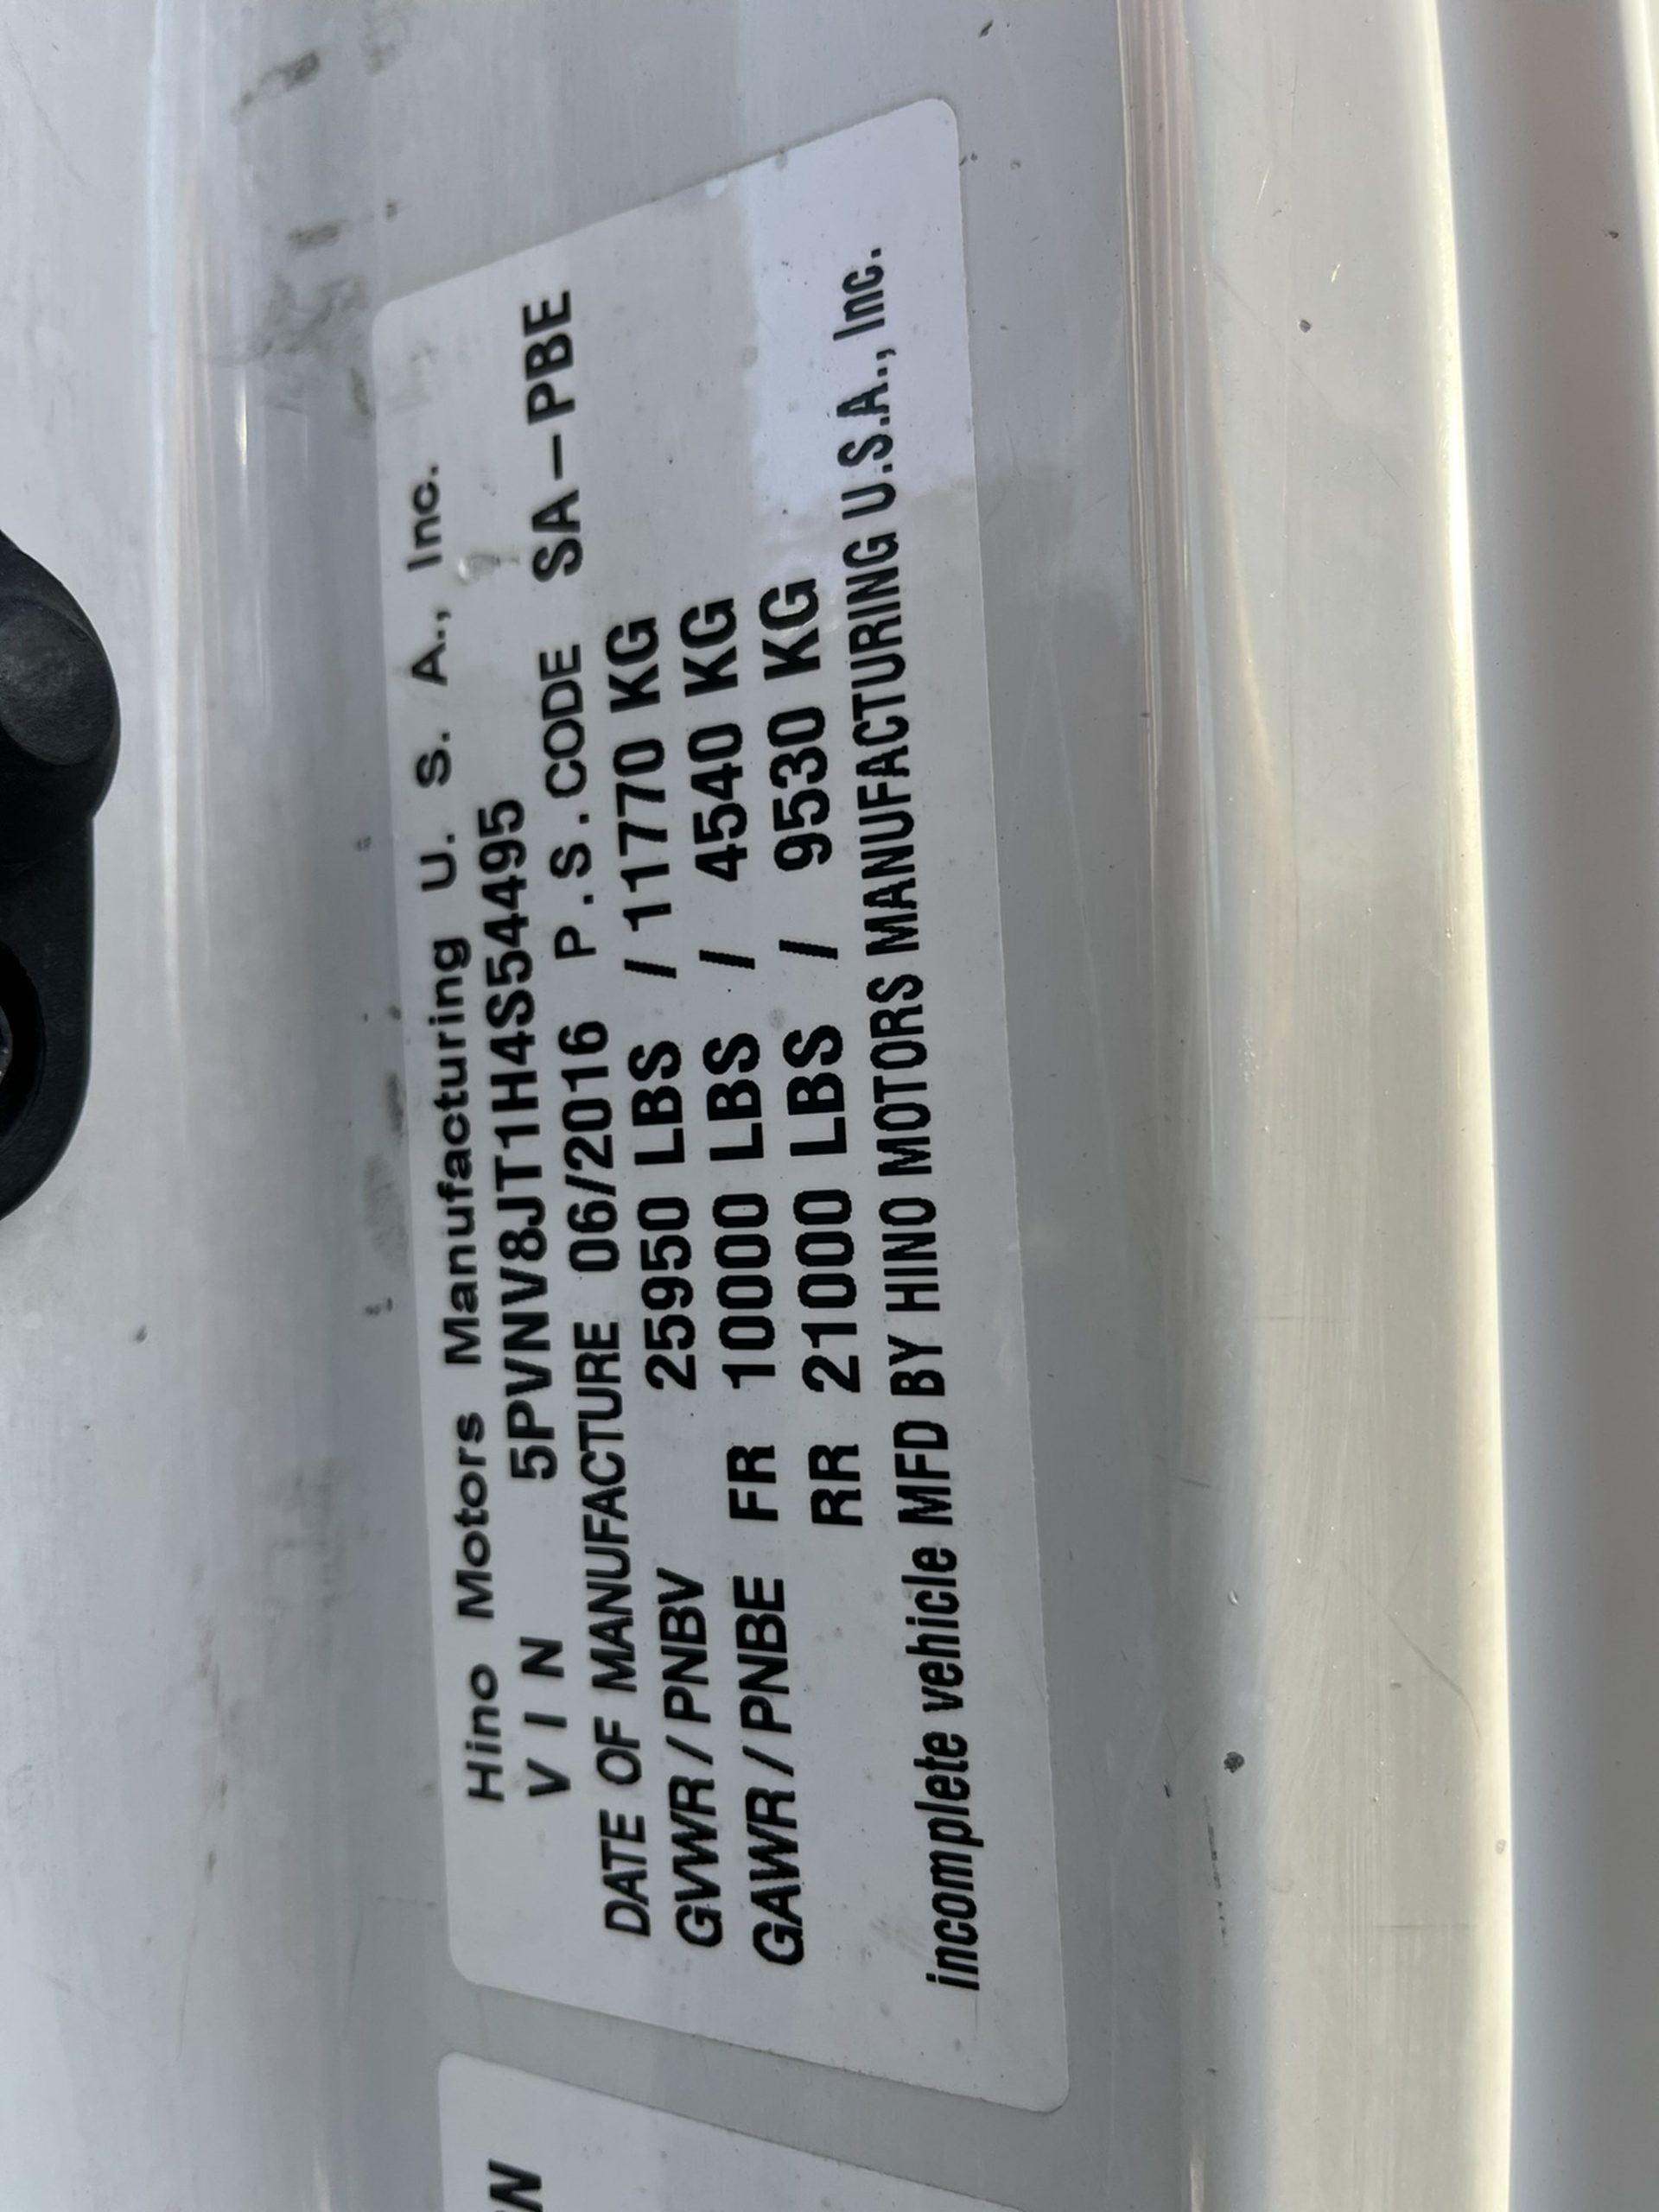 Hino Motors Manufacturing U. S. A., Inc.
VIN 5PVNV8JT1H4S54495
DATE OF MANUFACTURE 06/2016 P.S.CODE SA-PBE
GVWR/PNBV 25950 LBS / 11770 KG
GAWR/PNBE FR 10000 LBS / 4540 KG
RR 21000 LBS / 9530 KG
incomplete vehicle MFD BY HINO MOTORS MANUFACTURING U.S.A., Inc.